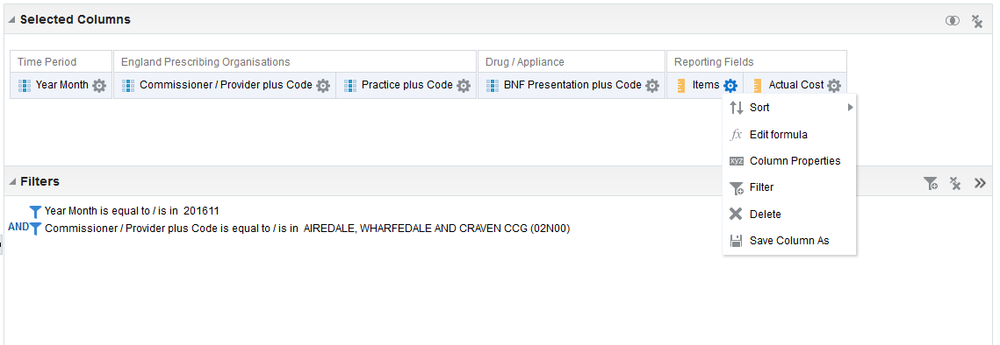 Selected Columns
Time Period England Prescribing Organisations Drug / Appliance Reporting Fields
Year Month Commissioner / Provider plus Code Practice plus Code BNF Presentation plus Code Items Actual Cost
Sort
fx Edit formula
xyz Column Properties
Filter
Delete
Save Column As
Filters
Year Month is equal to / is in 201611
AND Commissioner / Provider plus Code is equal to / is in AIREDALE, WHARFEDALE AND CRAVEN CCG (02N00)